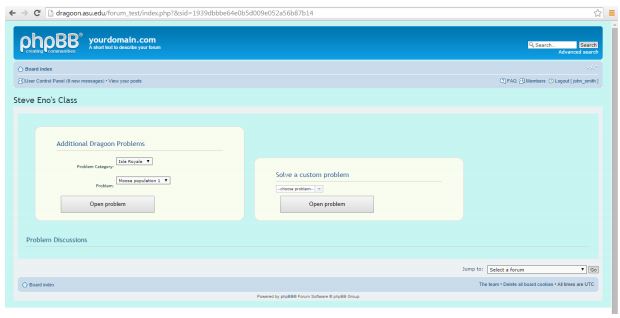 dragoon.asu.edu/forum_test/index.php?&sid=1939dbbbe64e0b5d009e052a56b87b14
phpBB®
creating communities
yourdomain.com
A short text to describe your forum
Search…
Search
Advanced search
Board index
User Control Panel (0 new messages) • View your posts
FAQ
Members
Logout [ john_smith ]
Steve Eno's Class
Additional Dragoon Problems
Problem Category:
Isle Royale
Problem:
Moose population 1
Open problem
Solve a custom problem
--choose problem--
Open problem
Problem Discussions
Jump to:
Select a forum
Go
Board index
The team • Delete all board cookies • All times are UTC
Powered by phpBB® Forum Software © phpBB Group